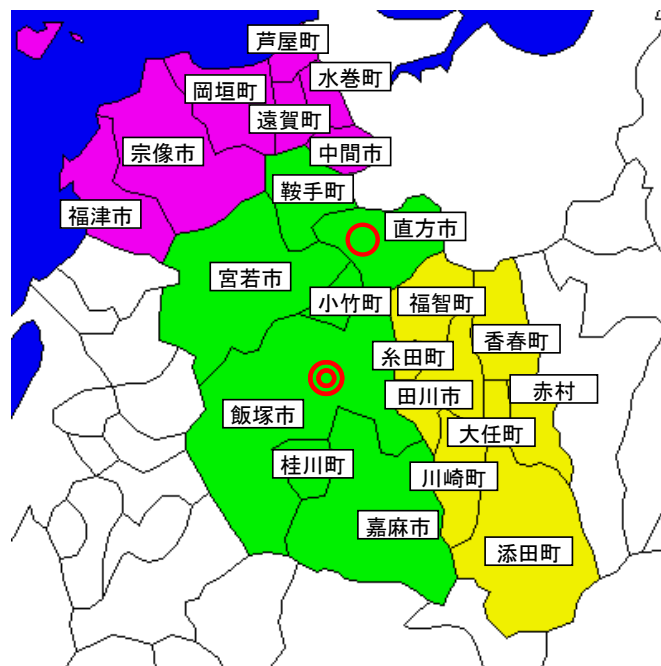 芦屋町
水巻町
岡垣町
遠賀町
宗像市
中間市
鞍手町
福津市
直方市
宮若市
小竹町
福智町
香春町
糸田町
赤村
田川市
飯塚市
大任町
桂川町
川崎町
嘉麻市
添田町